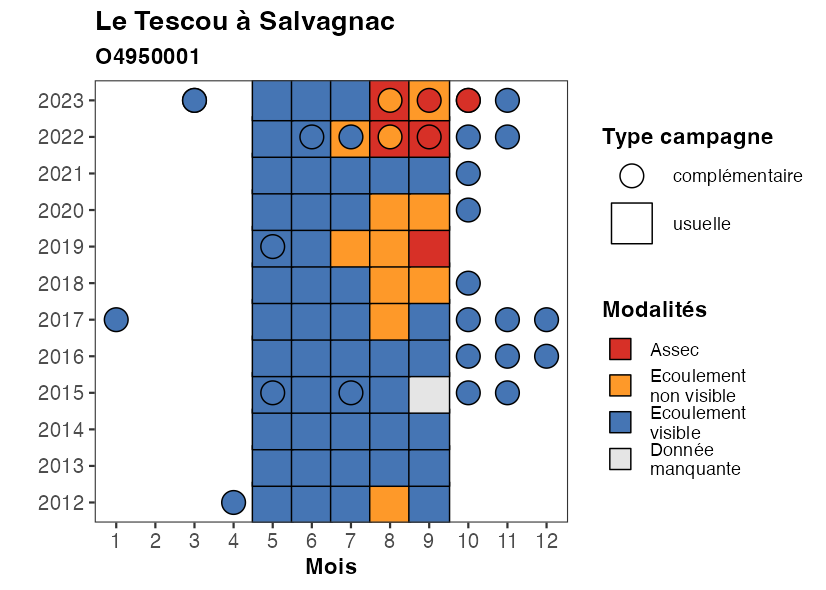 Le Tescou à Salvagnac
O4950001
2023
2022
2021
2020
2019
2018
2017
2016
2015
2014
2013
2012
1 2 3 4 5 6 7 8 9 10 11 12
Mois
Type campagne
complémentaire
usuelle
Modalités
Assec
Ecoulement
non visible
Ecoulement
visible
Donnée
manquante